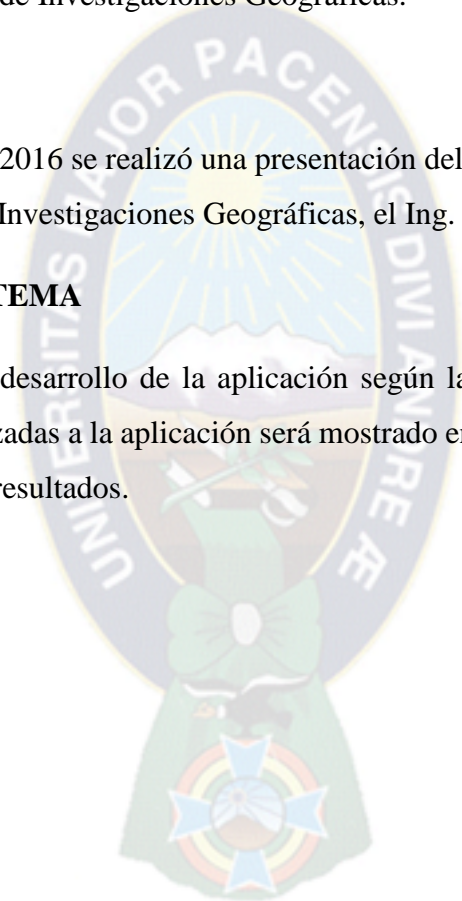 de Investigaciones Geográficas.
UNIVERSITAS MAJOR PACENSIS DIVI ANDRE Æ
2016 se realizó una presentación del
Investigaciones Geográficas, el Ing.
TEMA
desarrollo de la aplicación según la
zadas a la aplicación será mostrado en
resultados.